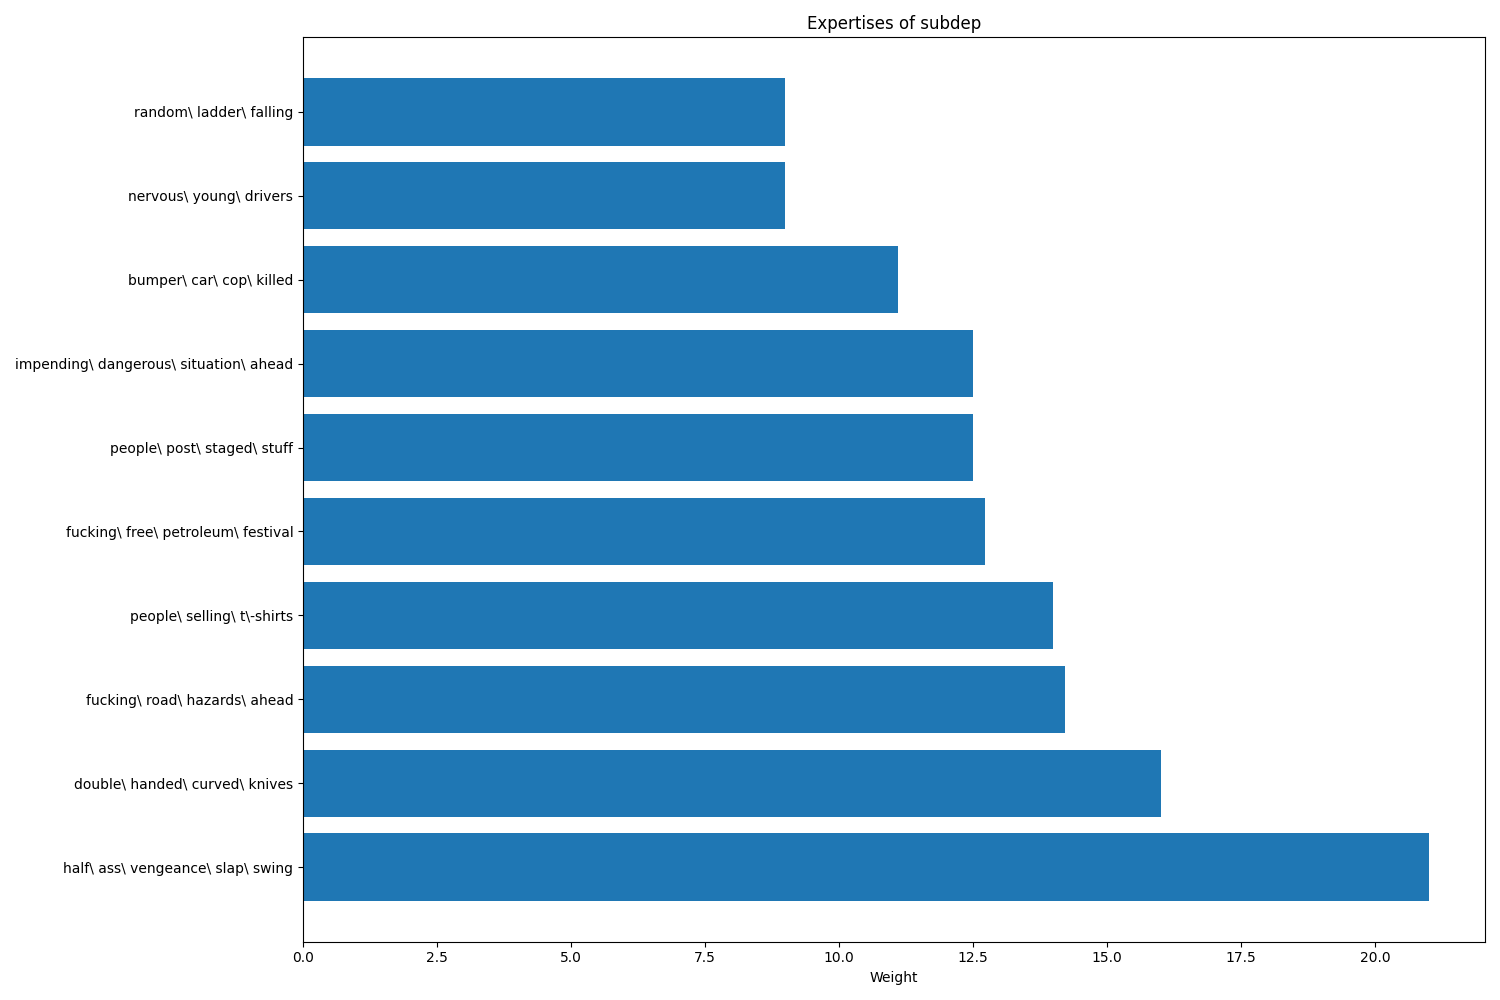 Expertises of subdep
random\ ladder\ falling
nervous\ young\ drivers
bumper\ car\ cop\ killed
impending\ dangerous\ situation\ ahead
people\ post\ staged\ stuff
fucking\ free\ petroleum\ festival
people\ selling\ t\-shirts
fucking\ road\ hazards\ ahead
double\ handed\ curved\ knives
half\ ass\ vengeance\ slap\ swing
0.0 2.5 5.0 7.5 10.0 12.5 15.0 17.5 20.0
Weight